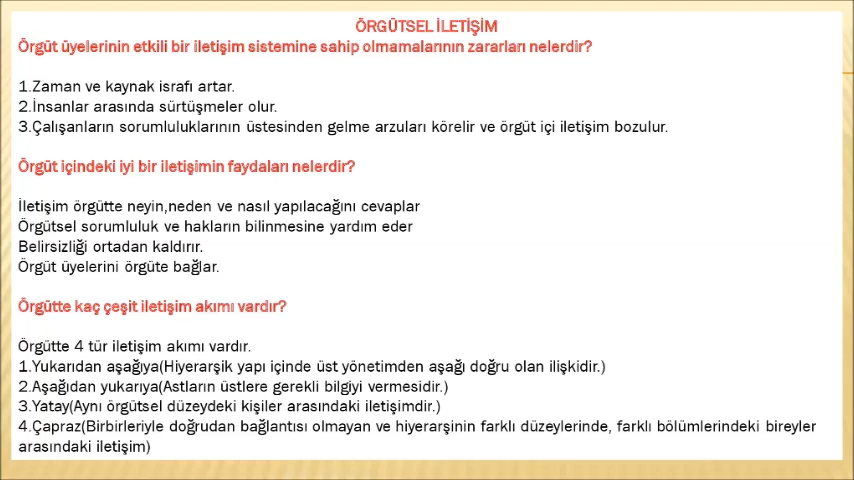 ÖRGÜTSEL İLETİŞİM
Örgüt üyelerinin etkili bir iletişim sistemine sahip olmamalarının zararları nelerdir?
1.Zaman ve kaynak israfı artar.
2.İnsanlar arasında sürtüşmeler olur.
3.Çalışanların sorumluluklarının üstesinden gelme arzuları körelir ve örgüt içi iletişim bozulur.
Örgüt içindeki iyi bir iletişimin faydaları nelerdir?
İletişim örgütte neyin,neden ve nasıl yapılacağını cevaplar
Örgütsel sorumluluk ve hakların bilinmesine yardım eder
Belirsizliği ortadan kaldırır.
Örgüt üyelerini örgüte bağlar.
Örgütte kaç çeşit iletişim akımı vardır?
Örgütte 4 tür iletişim akımı vardır.
1.Yukarıdan aşağıya(Hiyerarşik yapı içinde üst yönetimden aşağı doğru olan ilişkidir.)
2.Aşağıdan yukarıya(Astların üstlere gerekli bilgiyi vermesidir.)
3.Yatay(Aynı örgütsel düzeydeki kişiler arasındaki iletişimdir.)
4.Çapraz(Birbirleriyle doğrudan bağlantısı olmayan ve hiyerarşinin farklı düzeylerinde, farklı bölümlerindeki bireyler
arasındaki iletişim)